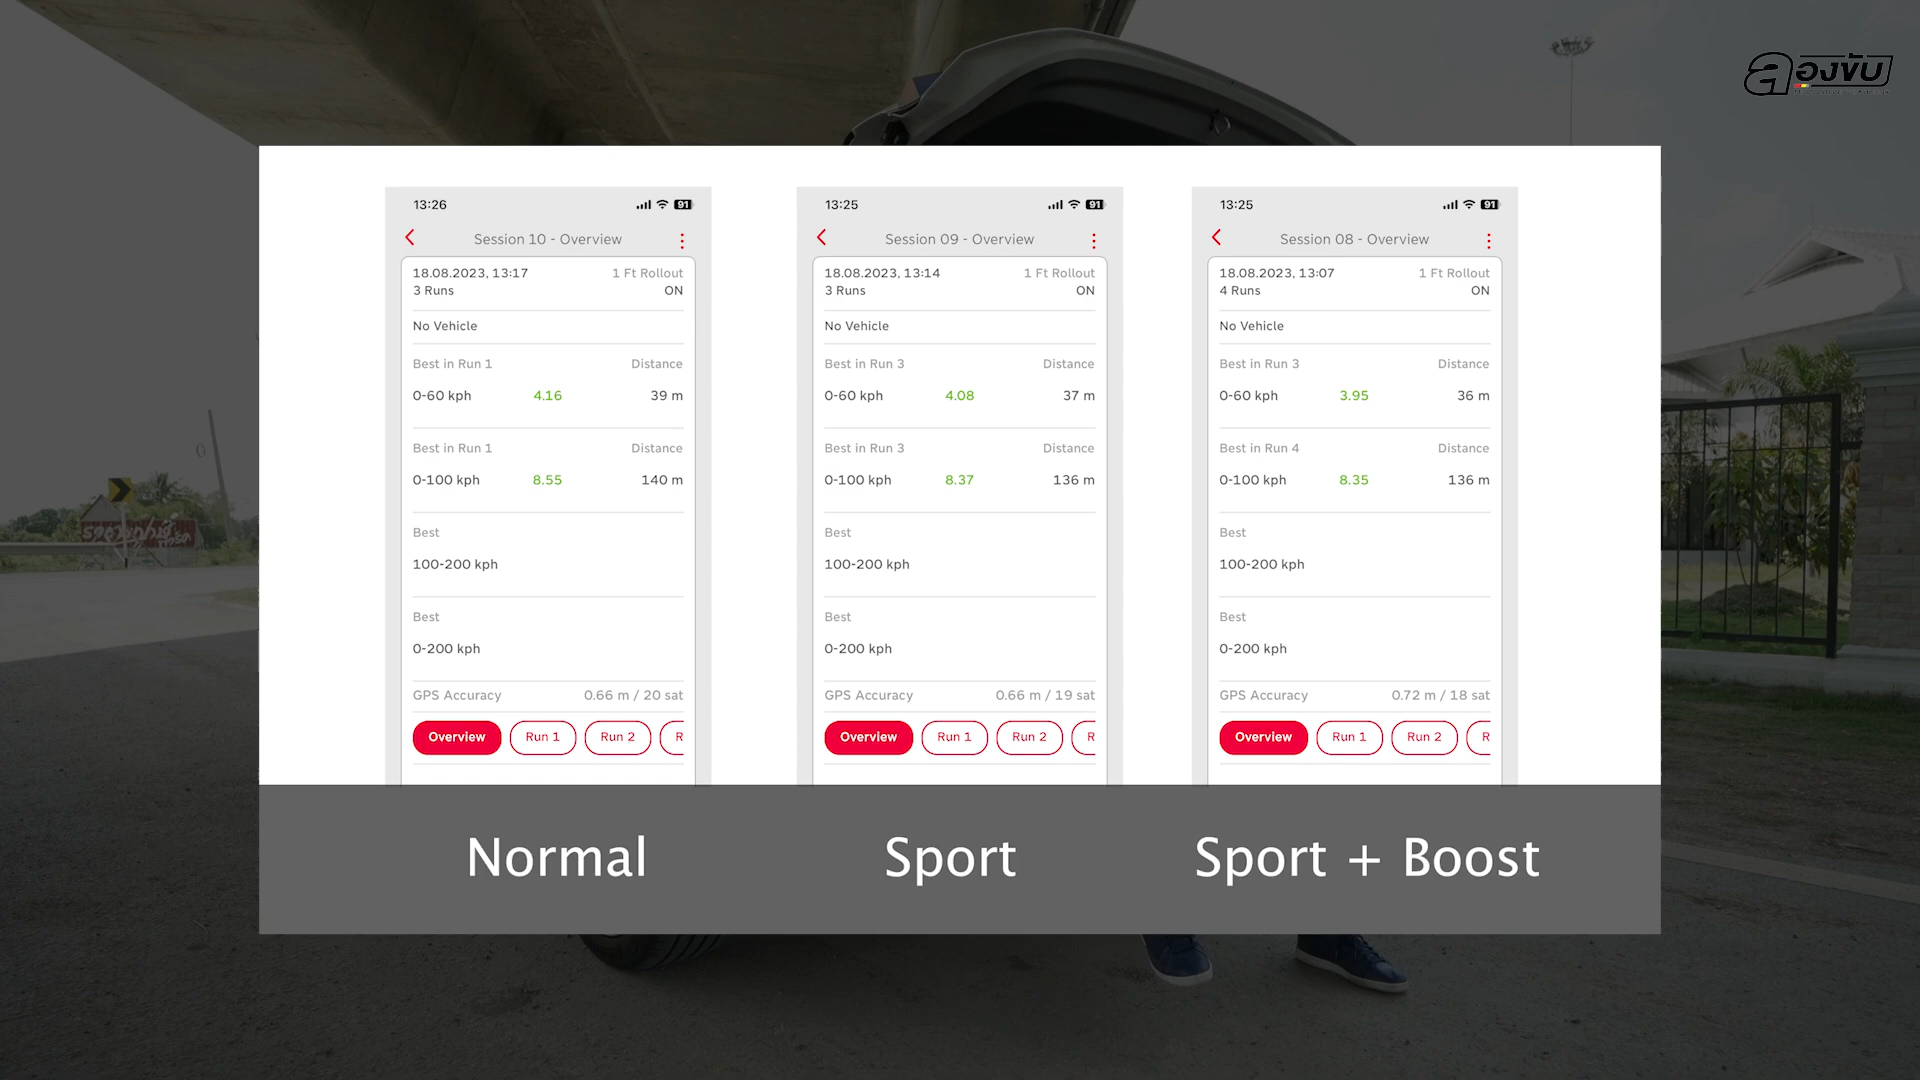 ลองขับ
13:26
91
Session 10 - Overview
18.08.2023, 13:17
1 Ft Rollout
3 Runs
ON
No Vehicle
Best in Run 1
Distance
0-60 kph
4.16
39 m
Best in Run 1
Distance
0-100 kph
8.55
140 m
Best
100-200 kph
Best
0-200 kph
GPS Accuracy
0.66 m / 20 sat
Overview
Run 1
Run 2
R
Normal
13:25
91
Session 09 - Overview
18.08.2023, 13:14
1 Ft Rollout
3 Runs
ON
No Vehicle
Best in Run 3
Distance
0-60 kph
4.08
37 m
Best in Run 3
Distance
0-100 kph
8.37
136 m
Best
100-200 kph
Best
0-200 kph
GPS Accuracy
0.66 m / 19 sat
Overview
Run 1
Run 2
R
Sport
13:25
91
Session 08 - Overview
18.08.2023, 13:07
1 Ft Rollout
4 Runs
ON
No Vehicle
Best in Run 3
Distance
0-60 kph
3.95
36 m
Best in Run 4
Distance
0-100 kph
8.35
136 m
Best
100-200 kph
Best
0-200 kph
GPS Accuracy
0.72 m / 18 sat
Overview
Run 1
Run 2
R
Sport + Boost